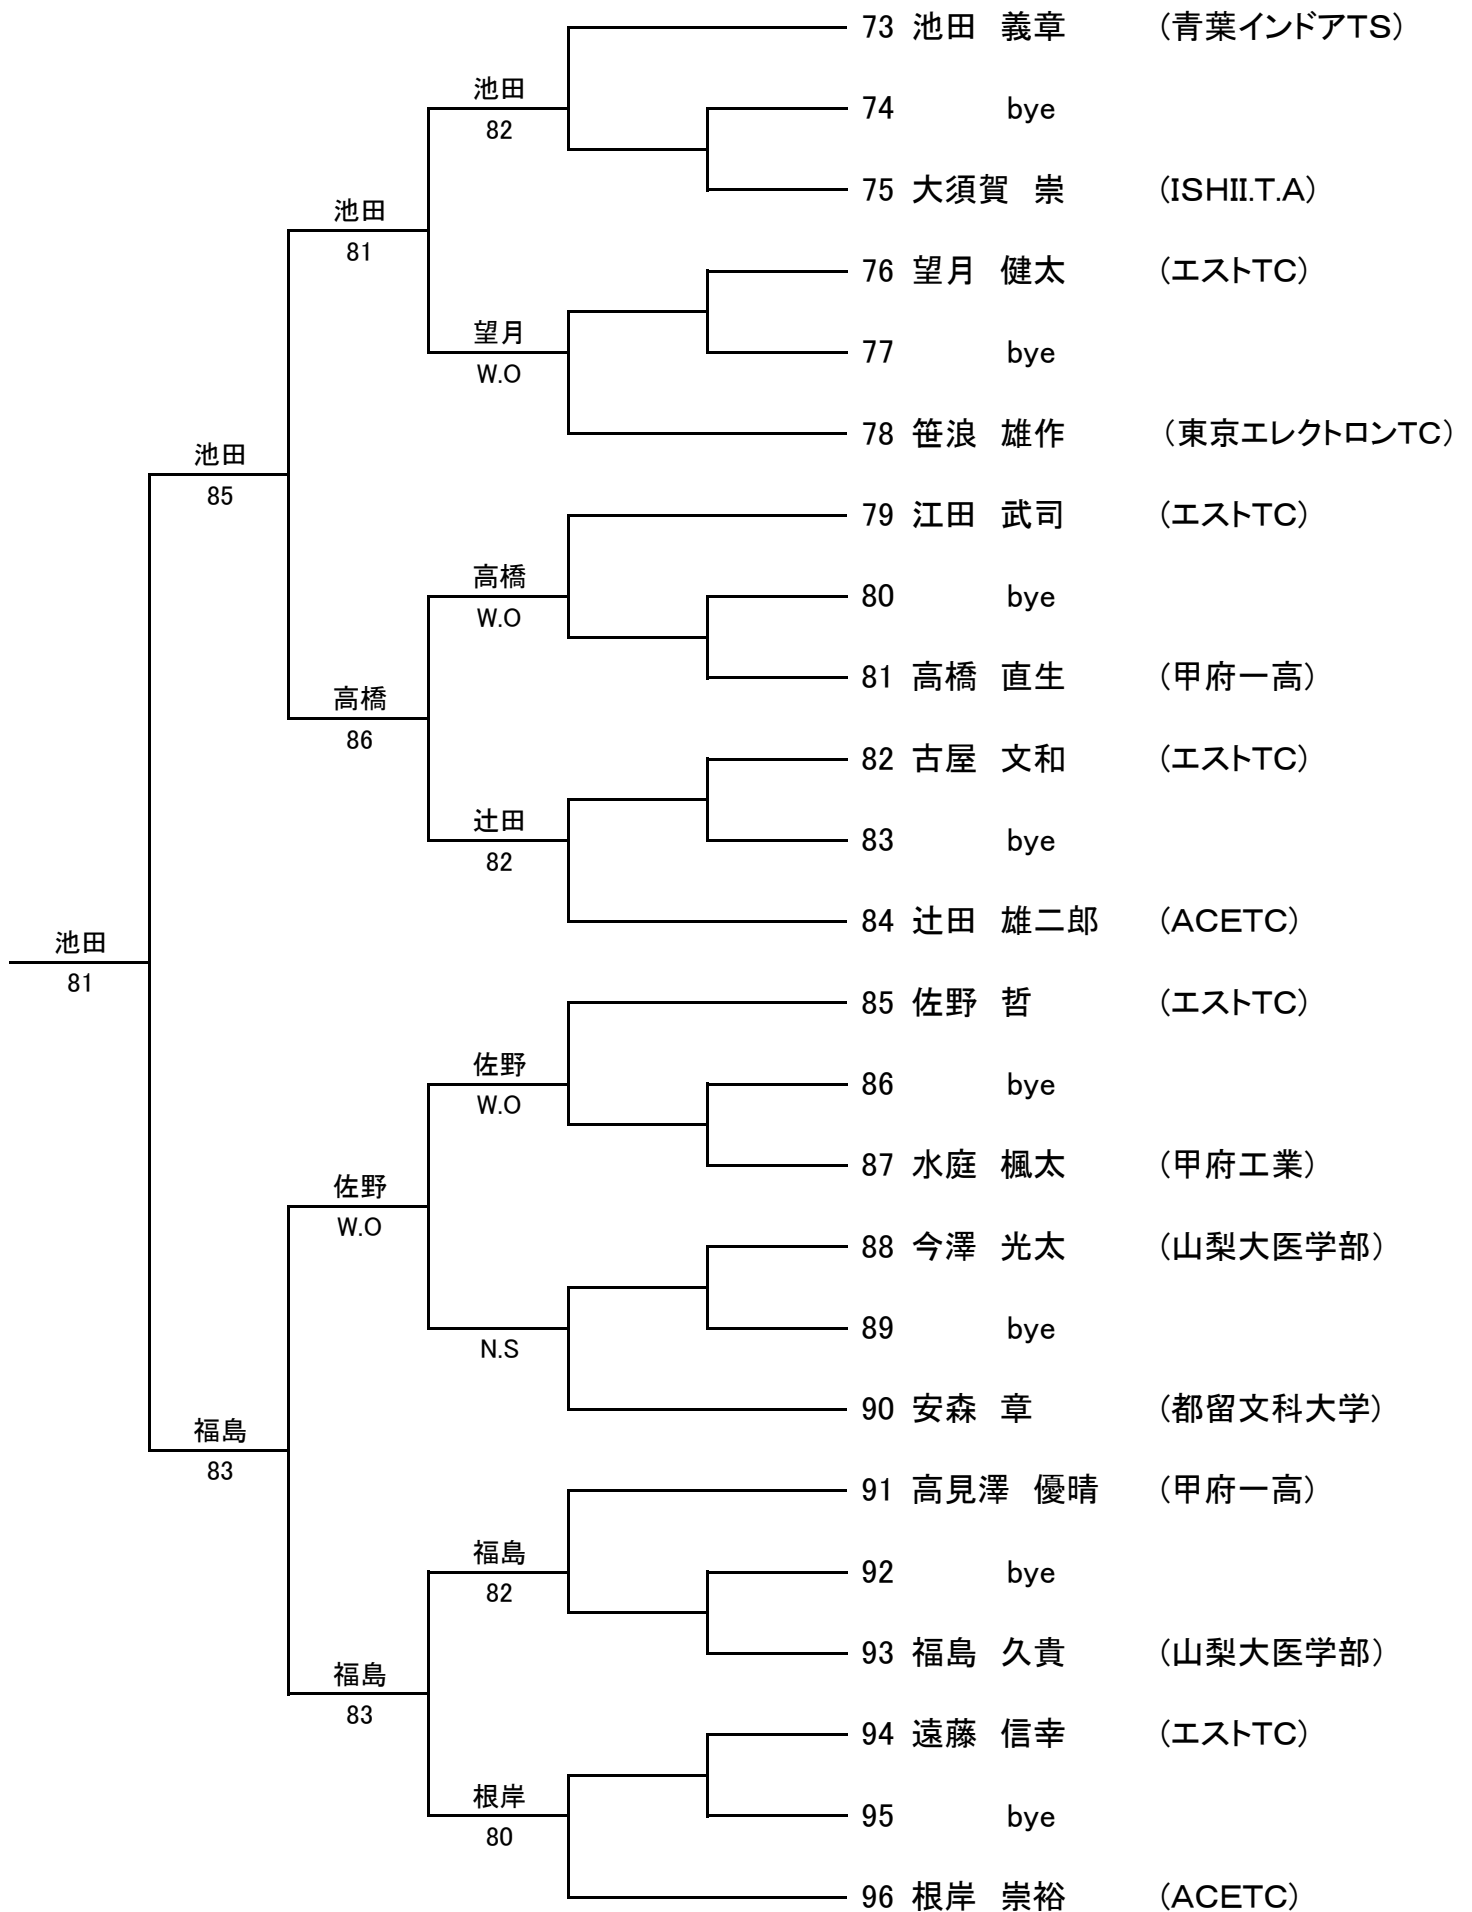 73 池田 義章 (青葉インドアTS)
池田
82
74 bye
75 大須賀 崇 (ISHII.T.A)
池田
81
76 望月 健太 (エストTC)
望月
W.O
77 bye
78 笹浪 雄作 (東京エレクトロンTC)
池田
85
79 江田 武司 (エストTC)
高橋
W.O
80 bye
81 高橋 直生 (甲府一高)
高橋
86
82 古屋 文和 (エストTC)
辻田
82
83 bye
84 辻田 雄二郎 (ACETC)
池田
81
85 佐野 哲 (エストTC)
佐野
W.O
86 bye
87 水庭 楓太 (甲府工業)
佐野
W.O
88 今澤 光太 (山梨大医学部)
89 bye
N.S
90 安森 章 (都留文科大学)
福島
83
91 高見澤 優晴 (甲府一高)
福島
82
92 bye
93 福島 久貴 (山梨大医学部)
福島
83
94 遠藤 信幸 (エストTC)
根岸
80
95 bye
96 根岸 崇裕 (ACETC)